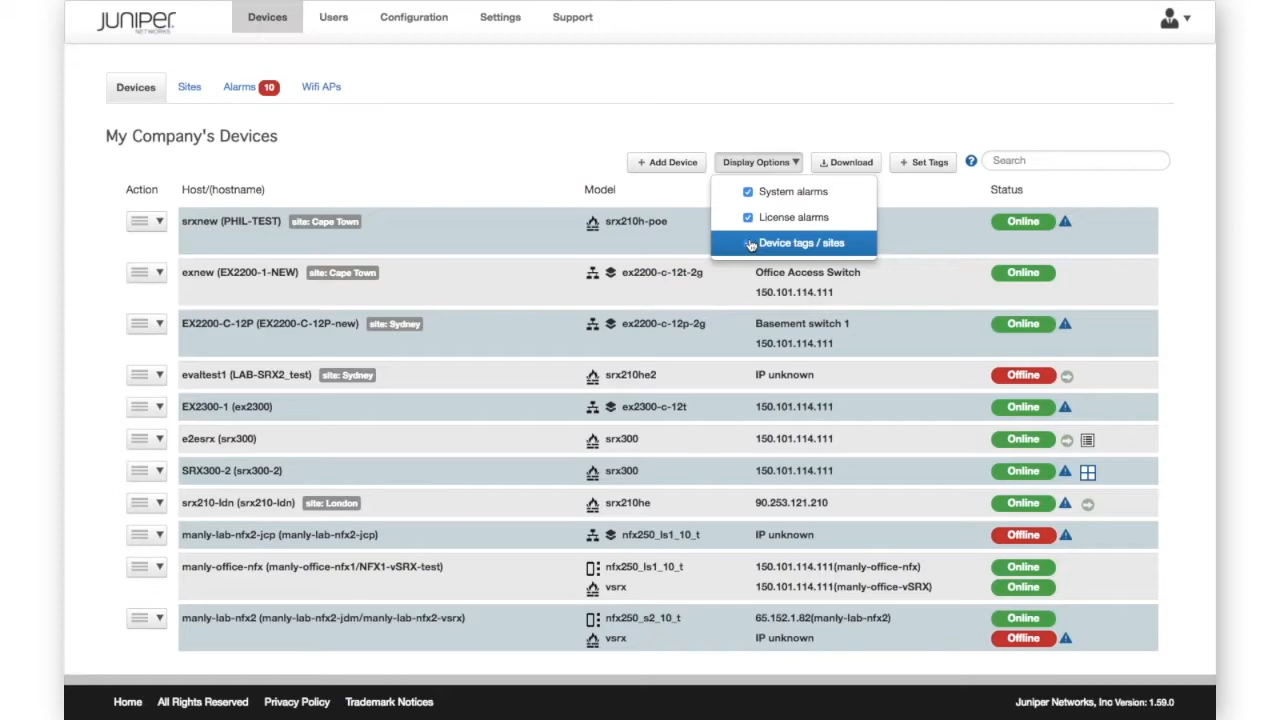 JUNIPER NETWORKS Devices Users Configuration Settings Support
Devices Sites Alarms 10 Wifi APs
My Company's Devices
+ Add Device Display Options ▼ Download + Set Tags ? Search
Action Host/(hostname) Model Status
System alarms
License alarms
Device tags / sites
srxnew (PHIL-TEST) site: Cape Town srx210h-poe Online
exnew (EX2200-1-NEW) site: Cape Town ex2200-c-12t-2g Office Access Switch Online
150.101.114.111
EX2200-C-12P (EX2200-C-12P-new) site: Sydney ex2200-c-12p-2g Basement switch 1 Online
150.101.114.111
evaltest1 (LAB-SRX2_test) site: Sydney srx210he2 IP unknown Offline
EX2300-1 (ex2300) ex2300-c-12t 150.101.114.111 Online
e2esrx (srx300) srx300 150.101.114.111 Online
SRX300-2 (srx300-2) srx300 150.101.114.111 Online
srx210-ldn (srx210-ldn) site: London srx210he 90.253.121.210 Online
manly-lab-nfx2-jcp (manly-lab-nfx2-jcp) nfx250_ls1_10_t IP unknown Offline
manly-office-nfx (manly-office-nfx1/NFX1-vSRX-test) nfx250_ls1_10_t 150.101.114.111(manly-office-nfx) Online
vsrx 150.101.114.111(manly-office-vSRX) Online
manly-lab-nfx2 (manly-lab-nfx2-jdm/manly-lab-nfx2-vsrx) nfx250_s2_10_t 65.152.1.82(manly-lab-nfx2) Online
vsrx IP unknown Offline
Home All Rights Reserved Privacy Policy Trademark Notices Juniper Networks, Inc Version: 1.59.0